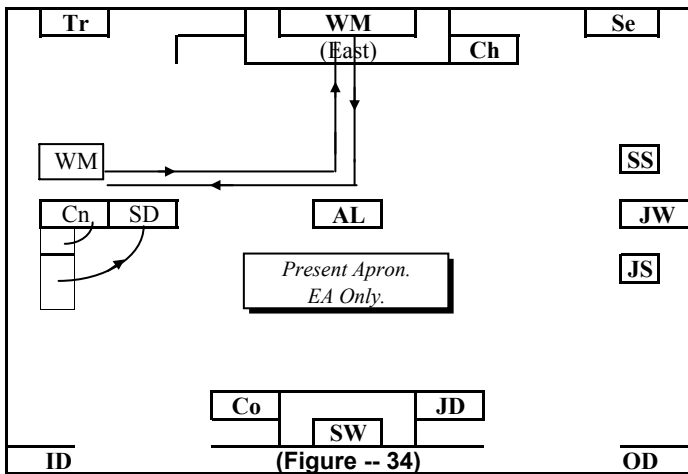 Tr WM Se
(East) Ch
WM SS
Cn SD AL JW
Present Apron.
EA Only.
JS
Co JD
SW
ID (Figure -- 34) OD